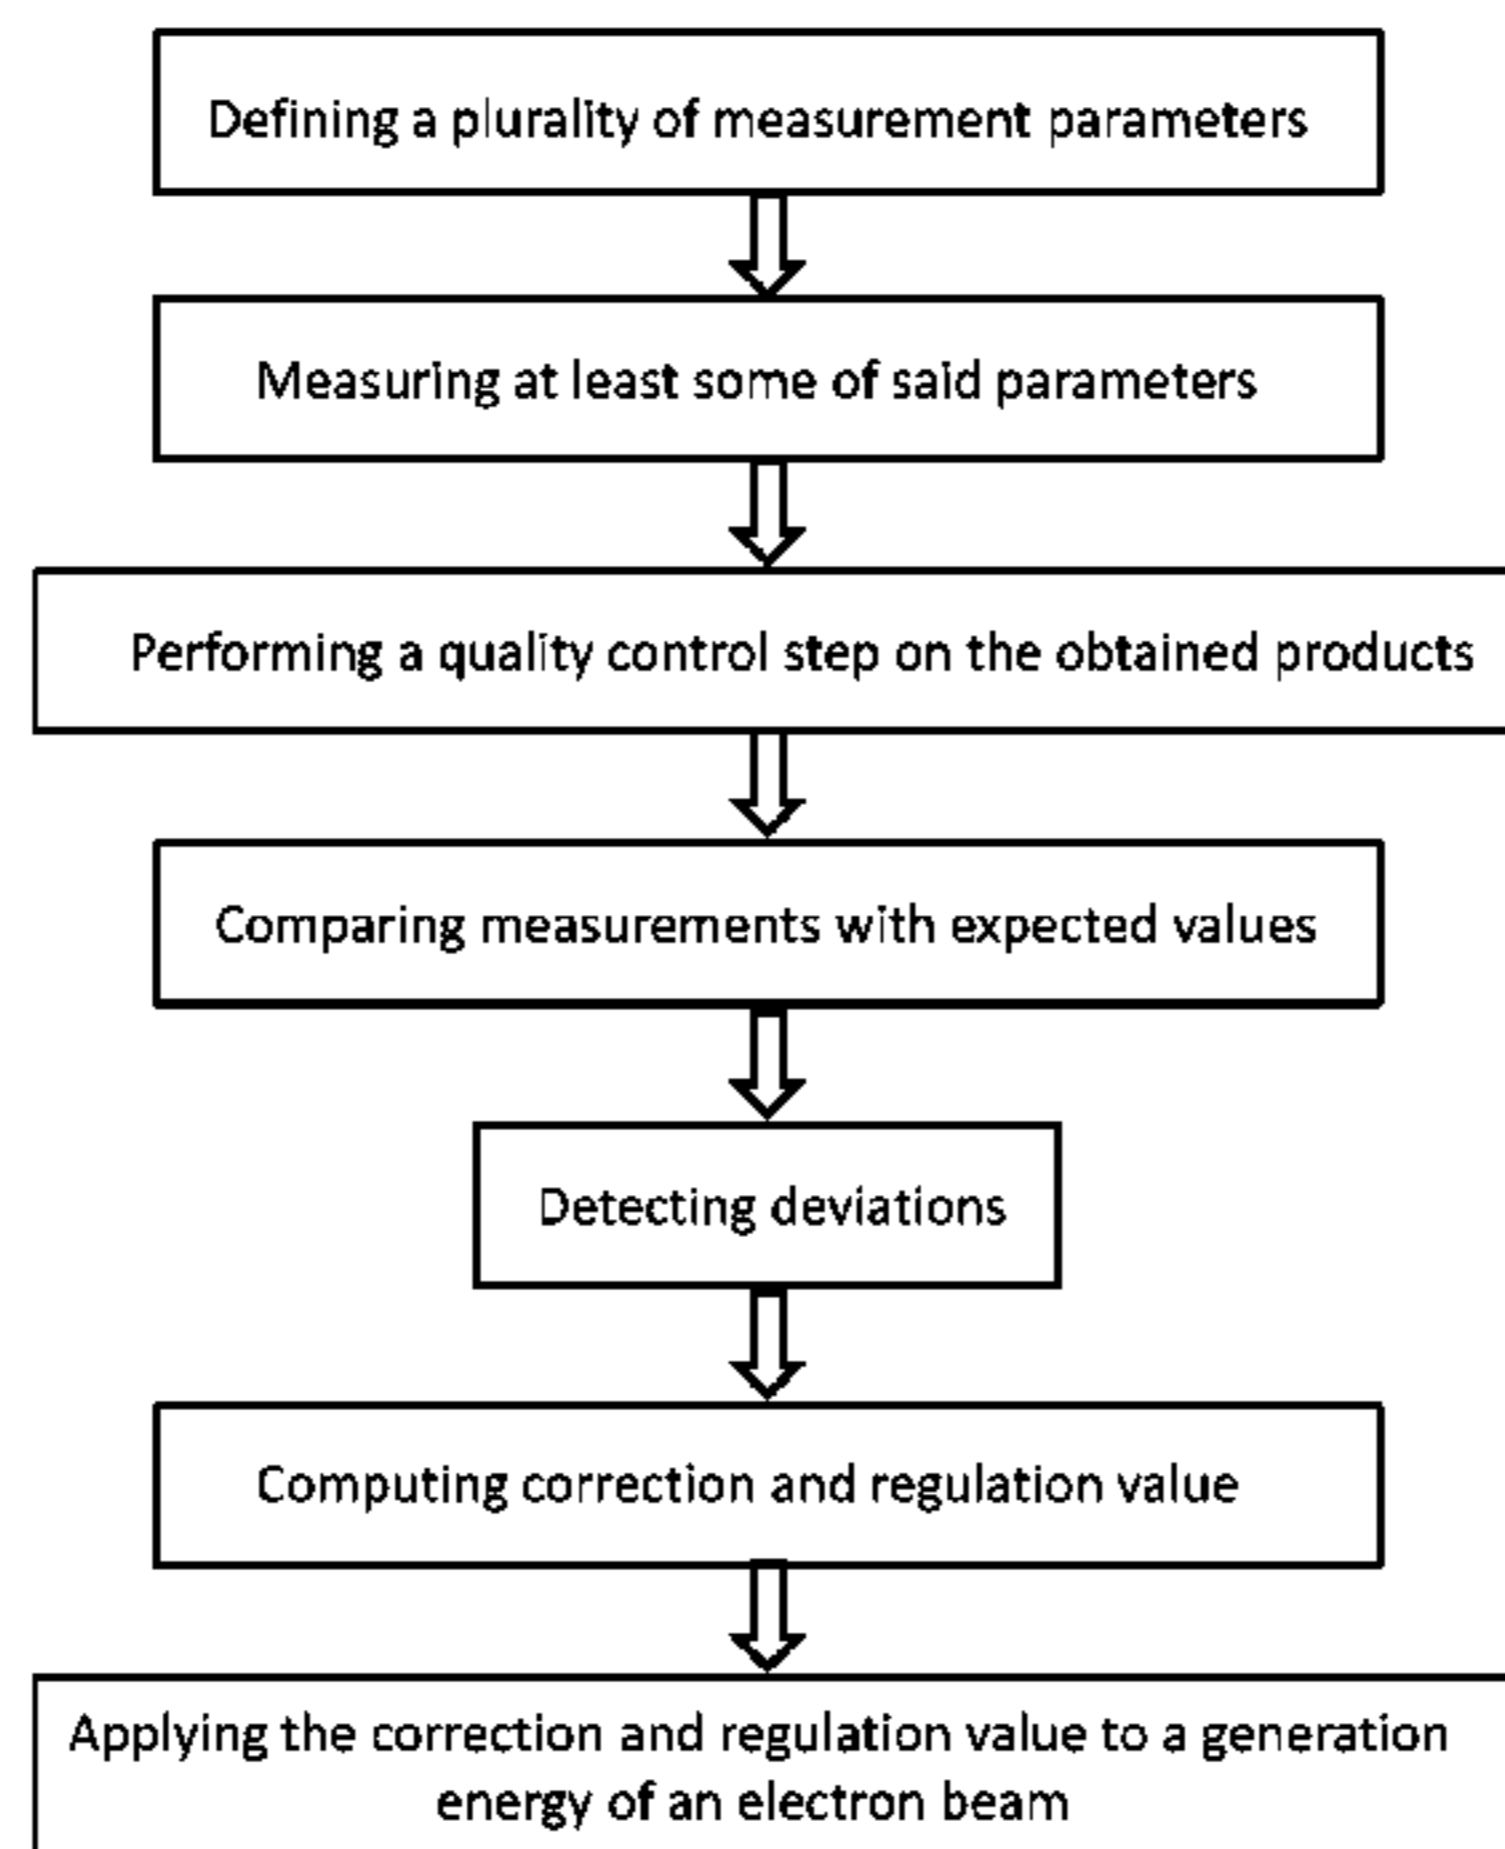 Defining a plurality of measurement parameters
Measuring at least some of said parameters
Performing a quality control step on the obtained products
Comparing measurements with expected values
Detecting deviations
Computing correction and regulation value
Applying the correction and regulation value to a generation
energy of an electron beam